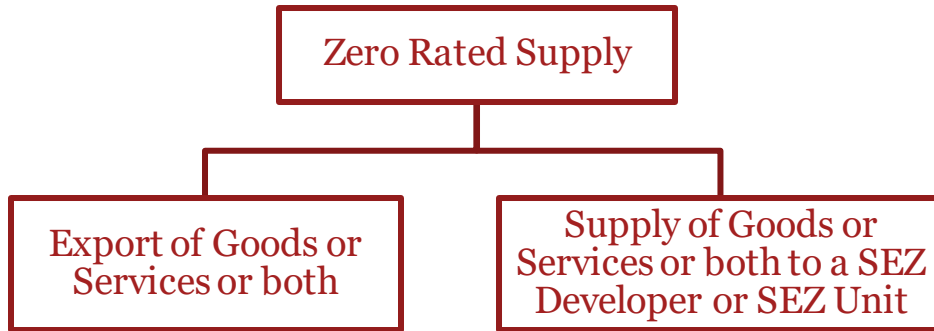 Zero Rated Supply
Export of Goods or
Services or both
Supply of Goods or
Services or both to a SEZ
Developer or SEZ Unit